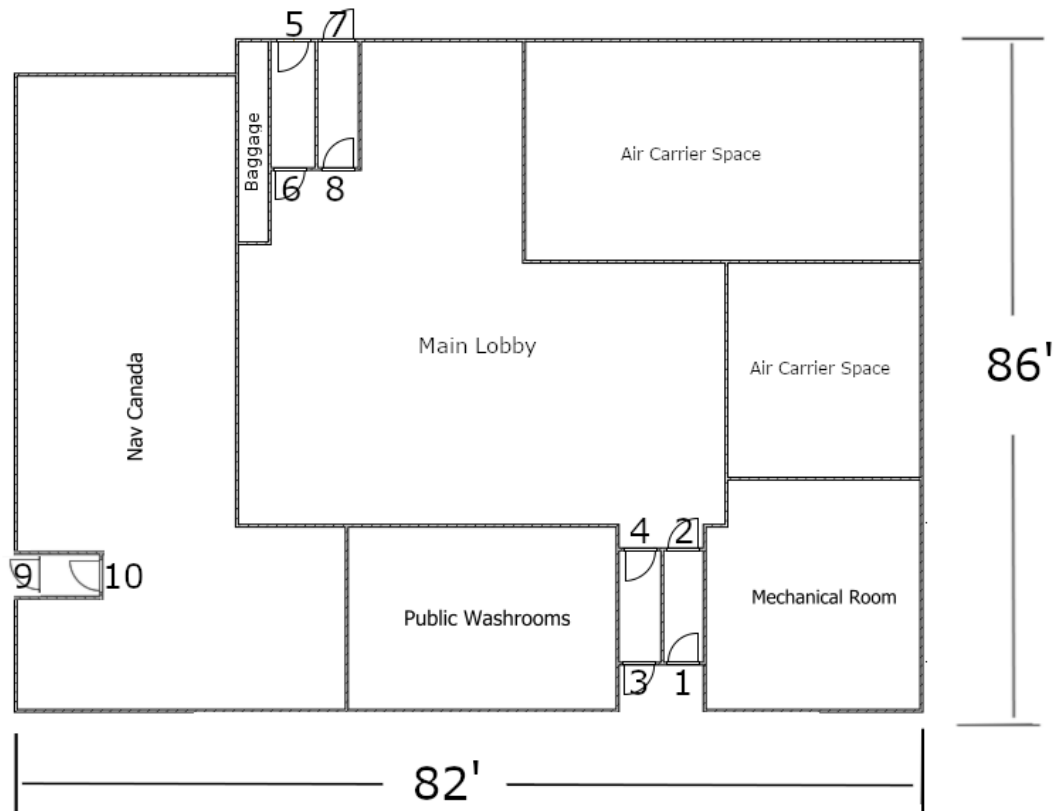 5 7
Baggage
Air Carrier Space
6 8
Main Lobby
86'
Air Carrier Space
Nav Canada
4 2
9 10
Mechanical Room
Public Washrooms
3 1
82'